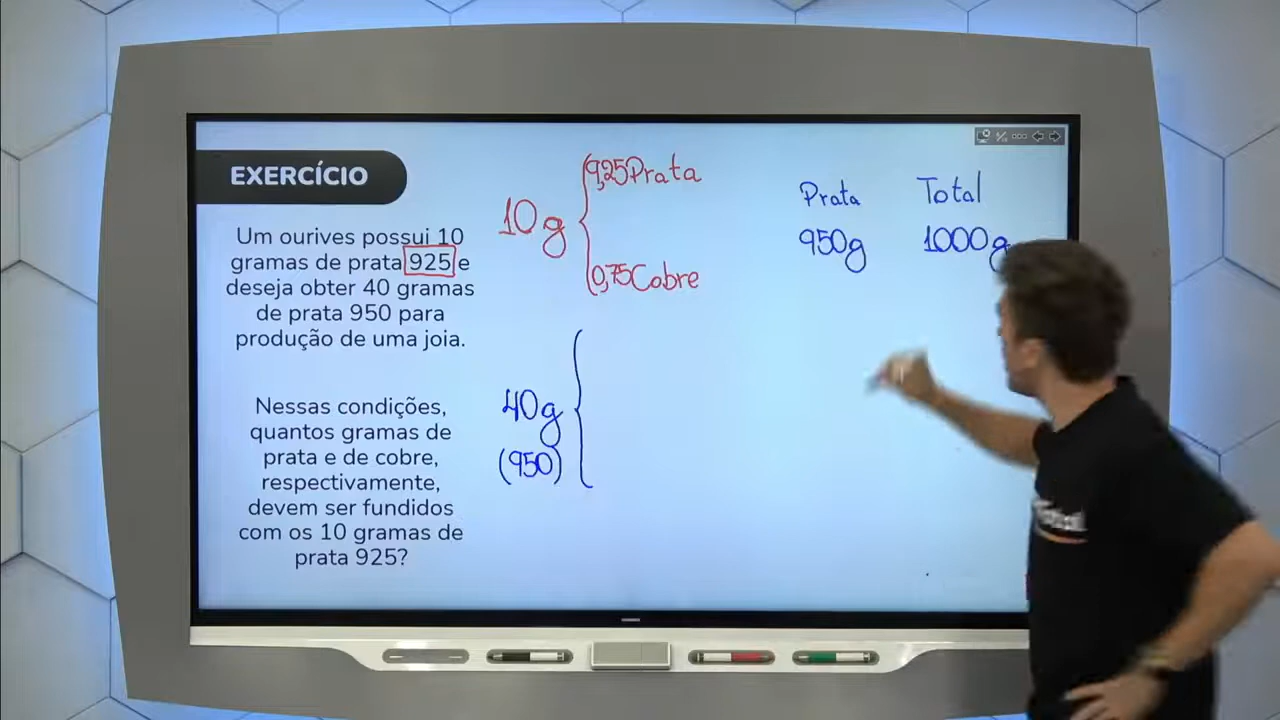 EXERCÍCIO
Um ourives possui 10
gramas de prata 925 e
deseja obter 40 gramas
de prata 950 para
produção de uma joia.
Nessas condições,
quantos gramas de
prata e de cobre,
respectivamente,
devem ser fundidos
com os 10 gramas de
prata 925?
9,25 Prata
10g
0,75 Cobre
40g
(950)
Prata Total
950g 1000g